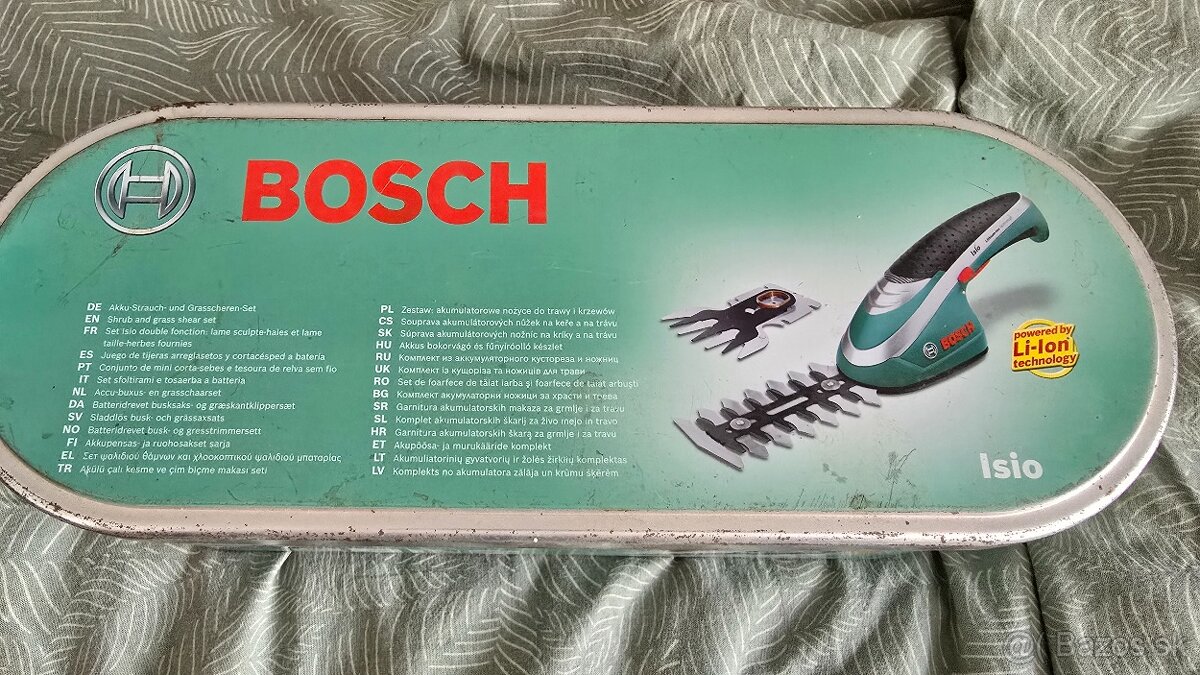 BOSCH
DE Akku-Strauch- und Grasscheren-Set
EN Shrub and grass shear set
FR Set Isio double fonction: lame sculpte-haies et lame
taille-herbes fournies
ES Juego de tijeras arreglasetos y cortacésped a batería
PT Conjunto de mini corta-sebes e tesoura de relva sem fio
IT Set sfoltirami e tosaerba a batteria
NL Accu-buxus- en grasschaarset
DA Batteridrevet busksaks- og græskantklippersæt
SV Sladdlös busk- och grässaxsats
NO Batteridrevet busk- og gresstrimmersett
FI Akkupensas- ja ruohosakset sarja
EL Σετ ψαλιδιού θάμνων και χλοοκοπτικού ψαλιδιού μπαταρίας
TR Akülü çalı kesme ve çim biçme makası seti
PL Zestaw: akumulatorowe nożyce do trawy i krzewów
CS Souprava akumulátorových nůžek na keře a na trávu
SK Súprava akumulátorových nožníc na kríky a na trávu
HU Akkus bokorvágó és fűnyíróolló készlet
RU Комплект из аккумуляторного кустореза и ножниц
UK Комплект із кущоріза та ножиців для трави
RO Set de foarfece de tăiat iarba şi foarfece de tăiat arbuşti
BG Комплект акумулаторни ножици за храсти и трева
SR Garnitura akumulatorskih makaza za grmlje i za travu
SL Komplet akumulatorskih škarij za živo mejo in travo
HR Garnitura akumulatorskih škara za grmlje i za travu
ET Akupõõsa- ja murukääride komplekt
LT Akumuliatorinių gyvatvorių ir žolės žirklių komplektas
LV Komplekts no akumulatora zālāja un krūmu šķērēm
isio
BOSCH
powered by
Li-Ion
technology
Isio
Bazos.sk